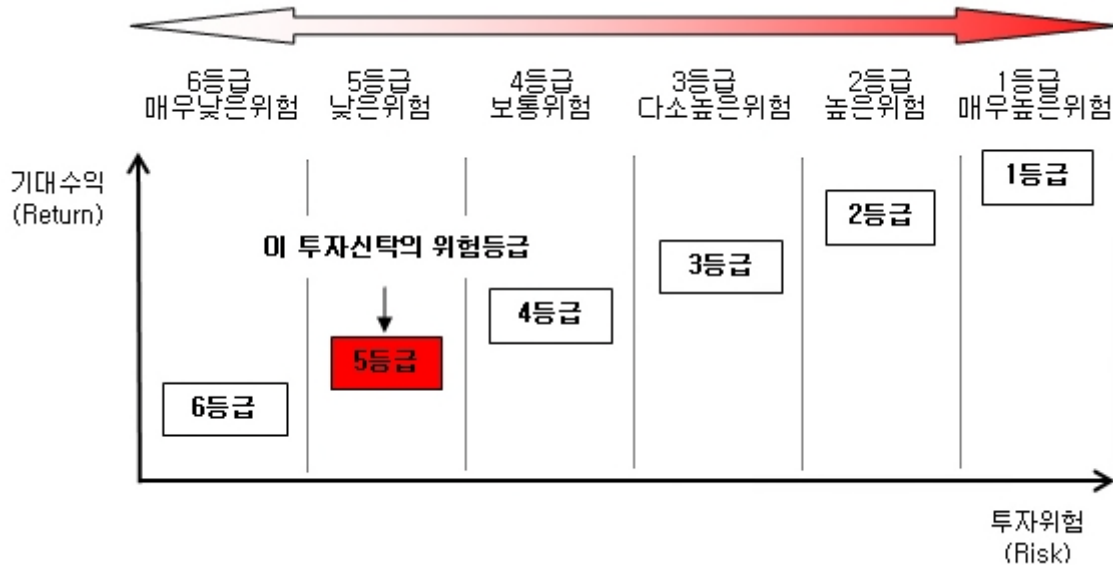 6등급
매우낮은위험
5등급
낮은위험
4등급
보통위험
3등급
다소높은위험
2등급
높은위험
1등급
매우높은위험
기대수익
(Return)
1등급
2등급
이 투자신탁의 위험등급
3등급
4등급
5등급
6등급
투자위험
(Risk)